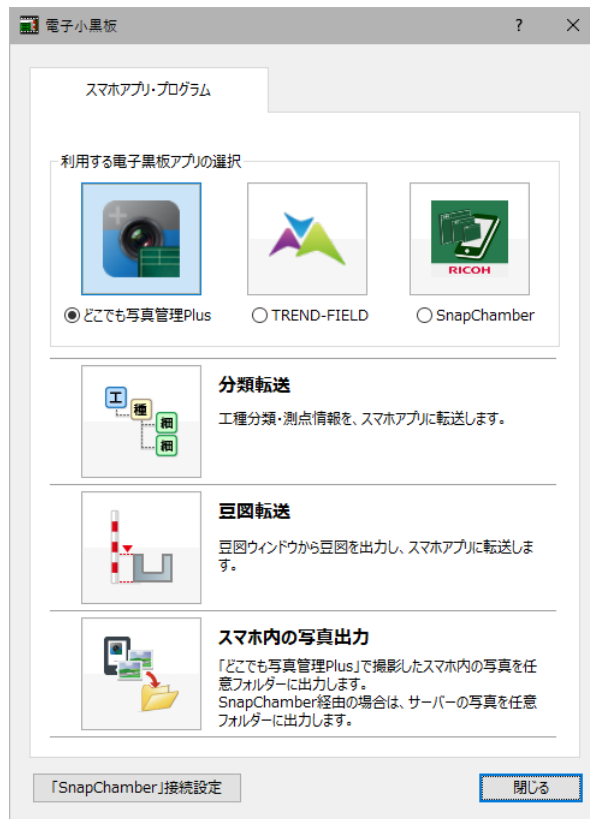 電子小黒板
スマホアプリ・プログラム
利用する電子黒板アプリの選択
RICOH
どこでも写真管理Plus
TREND-FIELD
SnapChamber
工
種
細
細
分類転送
工種分類・測点情報を、スマホアプリに転送します。
豆図転送
豆図ウィンドウから豆図を出力し、スマホアプリに転送しま
す。
スマホ内の写真出力
「どこでも写真管理Plus」で撮影したスマホ内の写真を任
意フォルダーに出力します。
SnapChamber経由の場合は、サーバーの写真を任意
フォルダーに出力します。
「SnapChamber」接続設定
閉じる